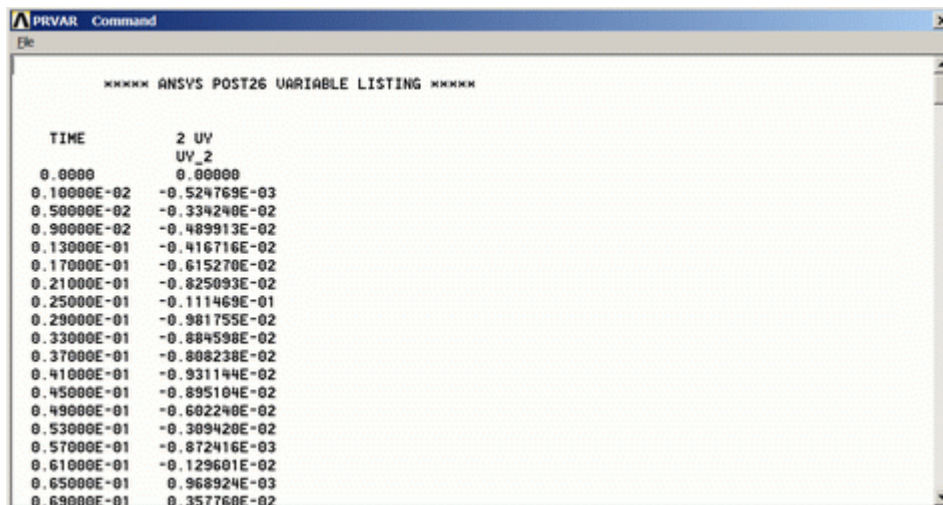 PRVAR Command
File
***** ANSYS POST26 VARIABLE LISTING *****
TIME 2 UY
UY_2
0.0000 0.00000
0.10000E-02 -0.524769E-03
0.50000E-02 -0.334240E-02
0.90000E-02 -0.489913E-02
0.13000E-01 -0.416716E-02
0.17000E-01 -0.615270E-02
0.21000E-01 -0.825093E-02
0.25000E-01 -0.111469E-01
0.29000E-01 -0.981755E-02
0.33000E-01 -0.884598E-02
0.37000E-01 -0.808238E-02
0.41000E-01 -0.931144E-02
0.45000E-01 -0.895104E-02
0.49000E-01 -0.602240E-02
0.53000E-01 -0.309420E-02
0.57000E-01 -0.872416E-03
0.61000E-01 -0.129601E-02
0.65000E-01 0.968924E-03
0.69000E-01 0.357760E-02